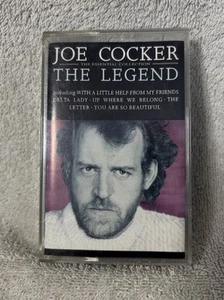 JOE COCKER
THE ESSENTIAL COLLECTION
THE LEGEND
including WITH A LITTLE HELP FROM MY FRIENDS
DELTA LADY · UP WHERE WE BELONG · THE
LETTER · YOU ARE SO BEAUTIFUL